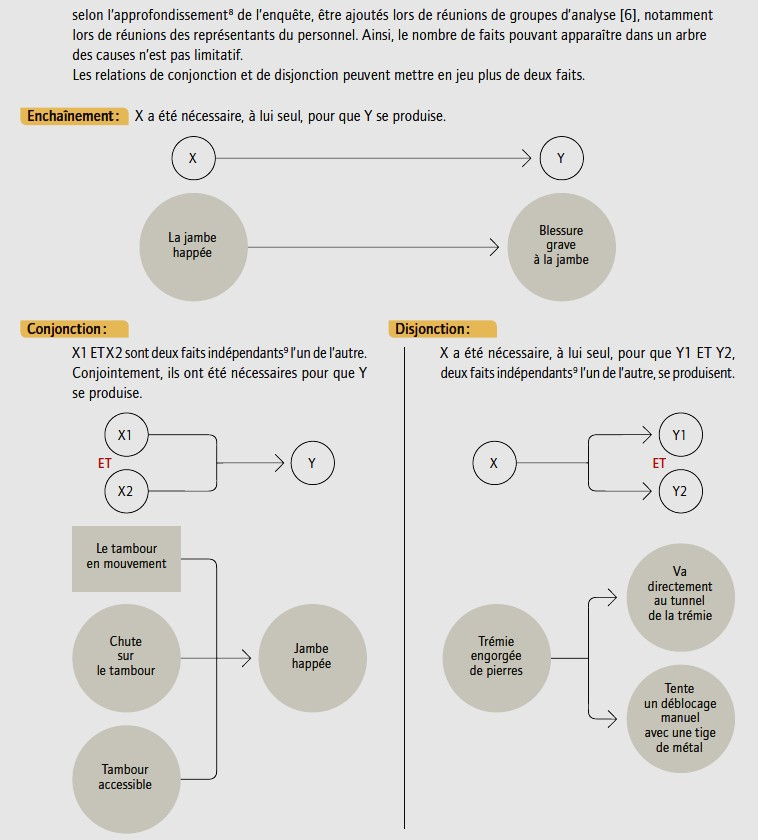 selon l'approfondissement⁸ de l'enquête, être ajoutés lors de réunions de groupes d'analyse [6], notamment
lors de réunions des représentants du personnel. Ainsi, le nombre de faits pouvant apparaître dans un arbre
des causes n'est pas limitatif.
Les relations de conjonction et de disjonction peuvent mettre en jeu plus de deux faits.
Enchaînement : X a été nécessaire, à lui seul, pour que Y se produise.
X
Y
La jambe
happée
Blessure
grave
à la jambe
Conjonction :
X1 ET X2 sont deux faits indépendants⁹ l'un de l'autre.
Conjointement, ils ont été nécessaires pour que Y
se produise.
X1
ET
X2
Y
Le tambour
en mouvement
Chute
sur
le tambour
Tambour
accessible
Jambe
happée
Disjonction :
X a été nécessaire, à lui seul, pour que Y1 ET Y2,
deux faits indépendants⁹ l'un de l'autre, se produisent.
X
Y1
ET
Y2
Trémie
engorgée
de pierres
Va
directement
au tunnel
de la trémie
Tente
un déblocage
manuel
avec une tige
de métal